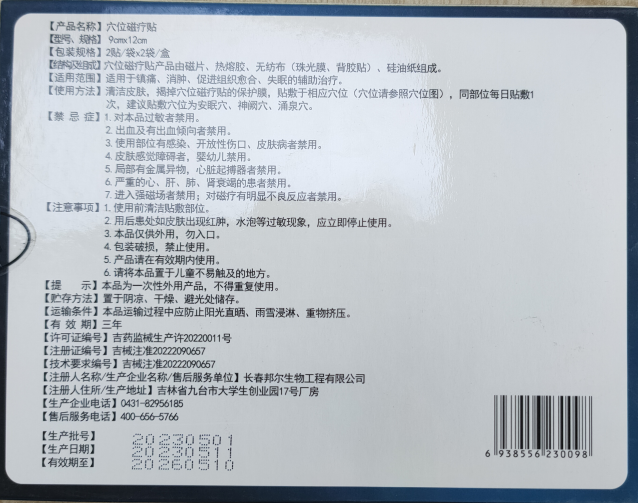 【产品名称】穴位磁疗贴
【型号、规格】9cm×12cm
【包装规格】2贴/袋×2袋/盒
【结构及组成】穴位磁疗贴产品由磁片、热熔胶、无纺布（珠光膜、背胶贴）、硅油纸组成。
【适用范围】适用于镇痛、消肿、促进组织愈合、失眠的辅助治疗。
【使用方法】清洁皮肤，揭掉穴位磁疗贴的保护膜，贴敷于相应穴位（穴位请参照穴位图），同部位每日贴敷1
次，建议贴敷穴位为安眠穴、神阙穴、涌泉穴。
【禁 忌 症】1.对本品过敏者禁用。
2.出血及有出血倾向者禁用。
3.使用部位有感染、开放性伤口、皮肤病者禁用。
4.皮肤感觉障碍者，婴幼儿禁用。
5.局部有金属异物，心脏起搏器者禁用。
6.严重的心、肝、肺、肾衰竭的患者禁用。
7.进入强磁场者禁用；对磁疗有明显不良反应者禁用。
【注意事项】1.使用前清洁贴敷部位。
2.用后患处如皮肤出现红肿，水泡等过敏现象，应立即停止使用。
3.本品仅供外用，勿入口。
4.包装破损，禁止使用。
5.产品请在有效期内使用。
6.请将本品置于儿童不易触及的地方。
【提 示】本品为一次性外用产品，不得重复使用。
【贮存方法】置于阴凉、干燥、避光处储存。
【运输条件】本品运输过程中应防止阳光直晒、雨雪浸淋、重物挤压。
【有 效 期】三年
【许可证编号】吉药监械生产许20220011号
【注册证编号】吉械注准20222090657
【技术要求编号】吉械注准20222090657
【注册人名称/生产企业名称/售后服务单位】长春邦尔生物工程有限公司
【注册人住所/生产地址】吉林省九台市大学生创业园17号厂房
【生产企业电话】0431-82956185
【售后服务电话】400-656-5766
【生产批号】20230501
【生产日期】20230511
【有效期至】20260510
6 938556 230098